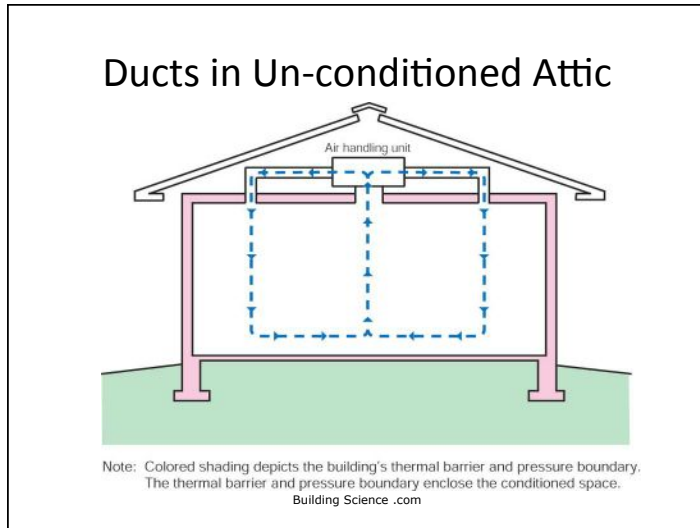 Ducts in Un-conditioned Attic
Air handling unit
Note: Colored shading depicts the building's thermal barrier and pressure boundary.
The thermal barrier and pressure boundary enclose the conditioned space.
Building Science .com